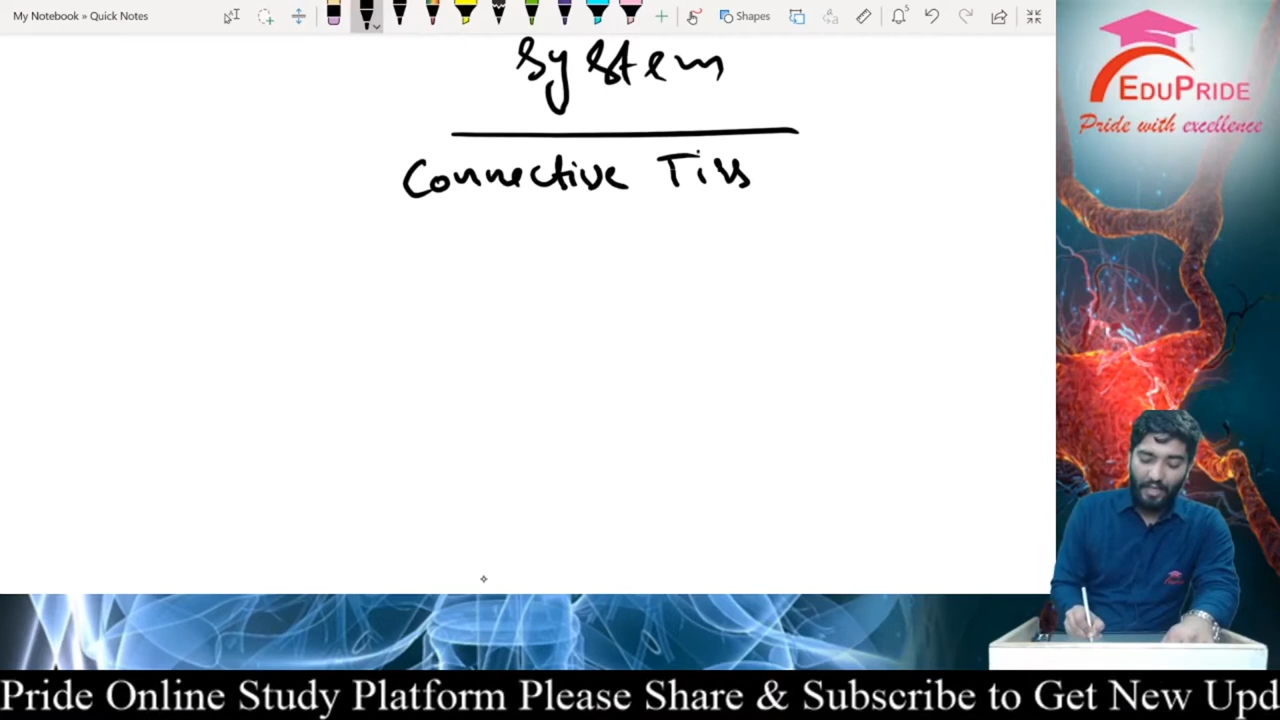 My Notebook » Quick Notes
Shapes
5
System
Connective Tiss
EDUPRIDE
Pride with excellence
Pride Online Study Platform Please Share & Subscribe to Get New Upd